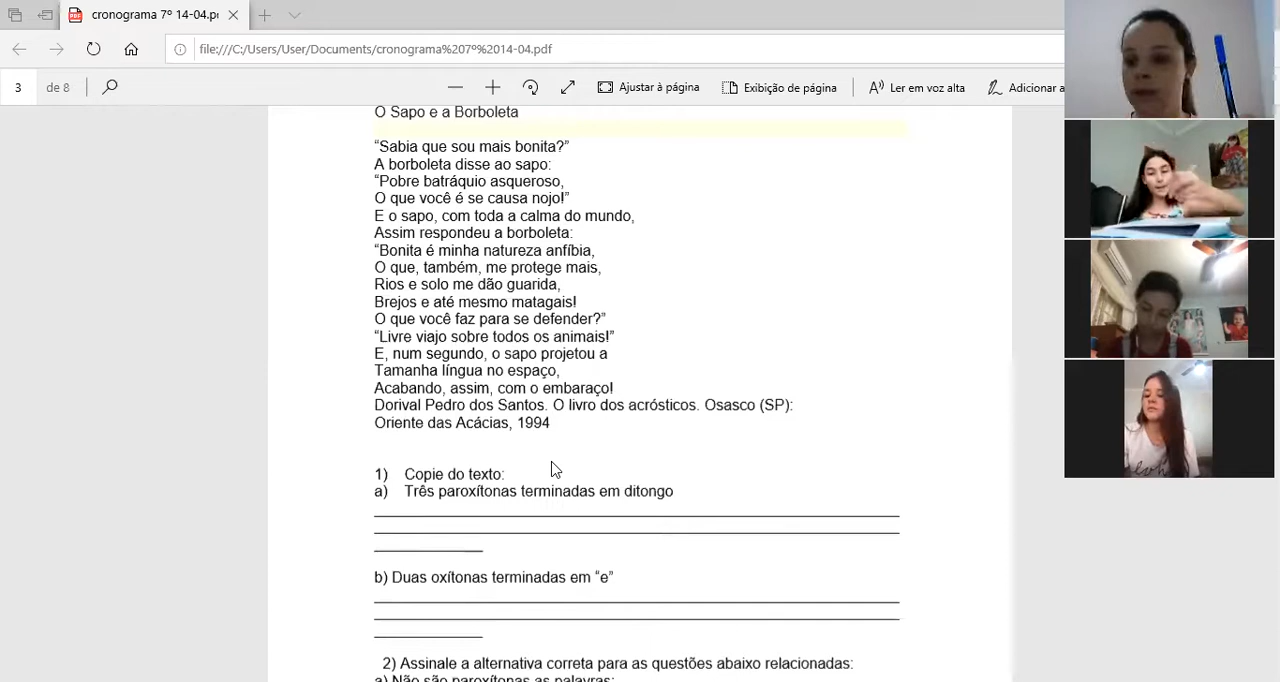 cronograma 7º 14-04.p
file:///C:/Users/User/Documents/cronograma%207º%2014-04.pdf
3 de 8
Ajustar à página
Exibição de página
Ler em voz alta
Adicionar a
O Sapo e a Borboleta
“Sabia que sou mais bonita?”
A borboleta disse ao sapo:
“Pobre batráquio asqueroso,
O que você é se causa nojo!”
E o sapo, com toda a calma do mundo,
Assim respondeu a borboleta:
“Bonita é minha natureza anfíbia,
O que, também, me protege mais,
Rios e solo me dão guarida,
Brejos e até mesmo matagais!
O que você faz para se defender?”
“Livre viajo sobre todos os animais!”
E, num segundo, o sapo projetou a
Tamanha língua no espaço,
Acabando, assim, com o embaraço!
Dorival Pedro dos Santos. O livro dos acrósticos. Osasco (SP):
Oriente das Acácias, 1994
1) Copie do texto:
a) Três paroxítonas terminadas em ditongo
b) Duas oxítonas terminadas em “e”
2) Assinale a alternativa correta para as questões abaixo relacionadas:
a) Não são paroxítonas as palavras: